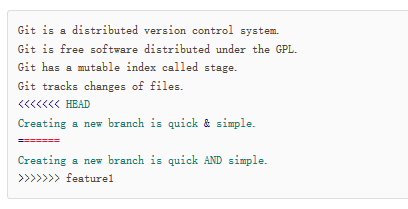 Git is a distributed version control system.
Git is free software distributed under the GPL.
Git has a mutable index called stage.
Git tracks changes of files.
<<<<<<< HEAD
Creating a new branch is quick & simple.
=======
Creating a new branch is quick AND simple.
>>>>>>> feature1